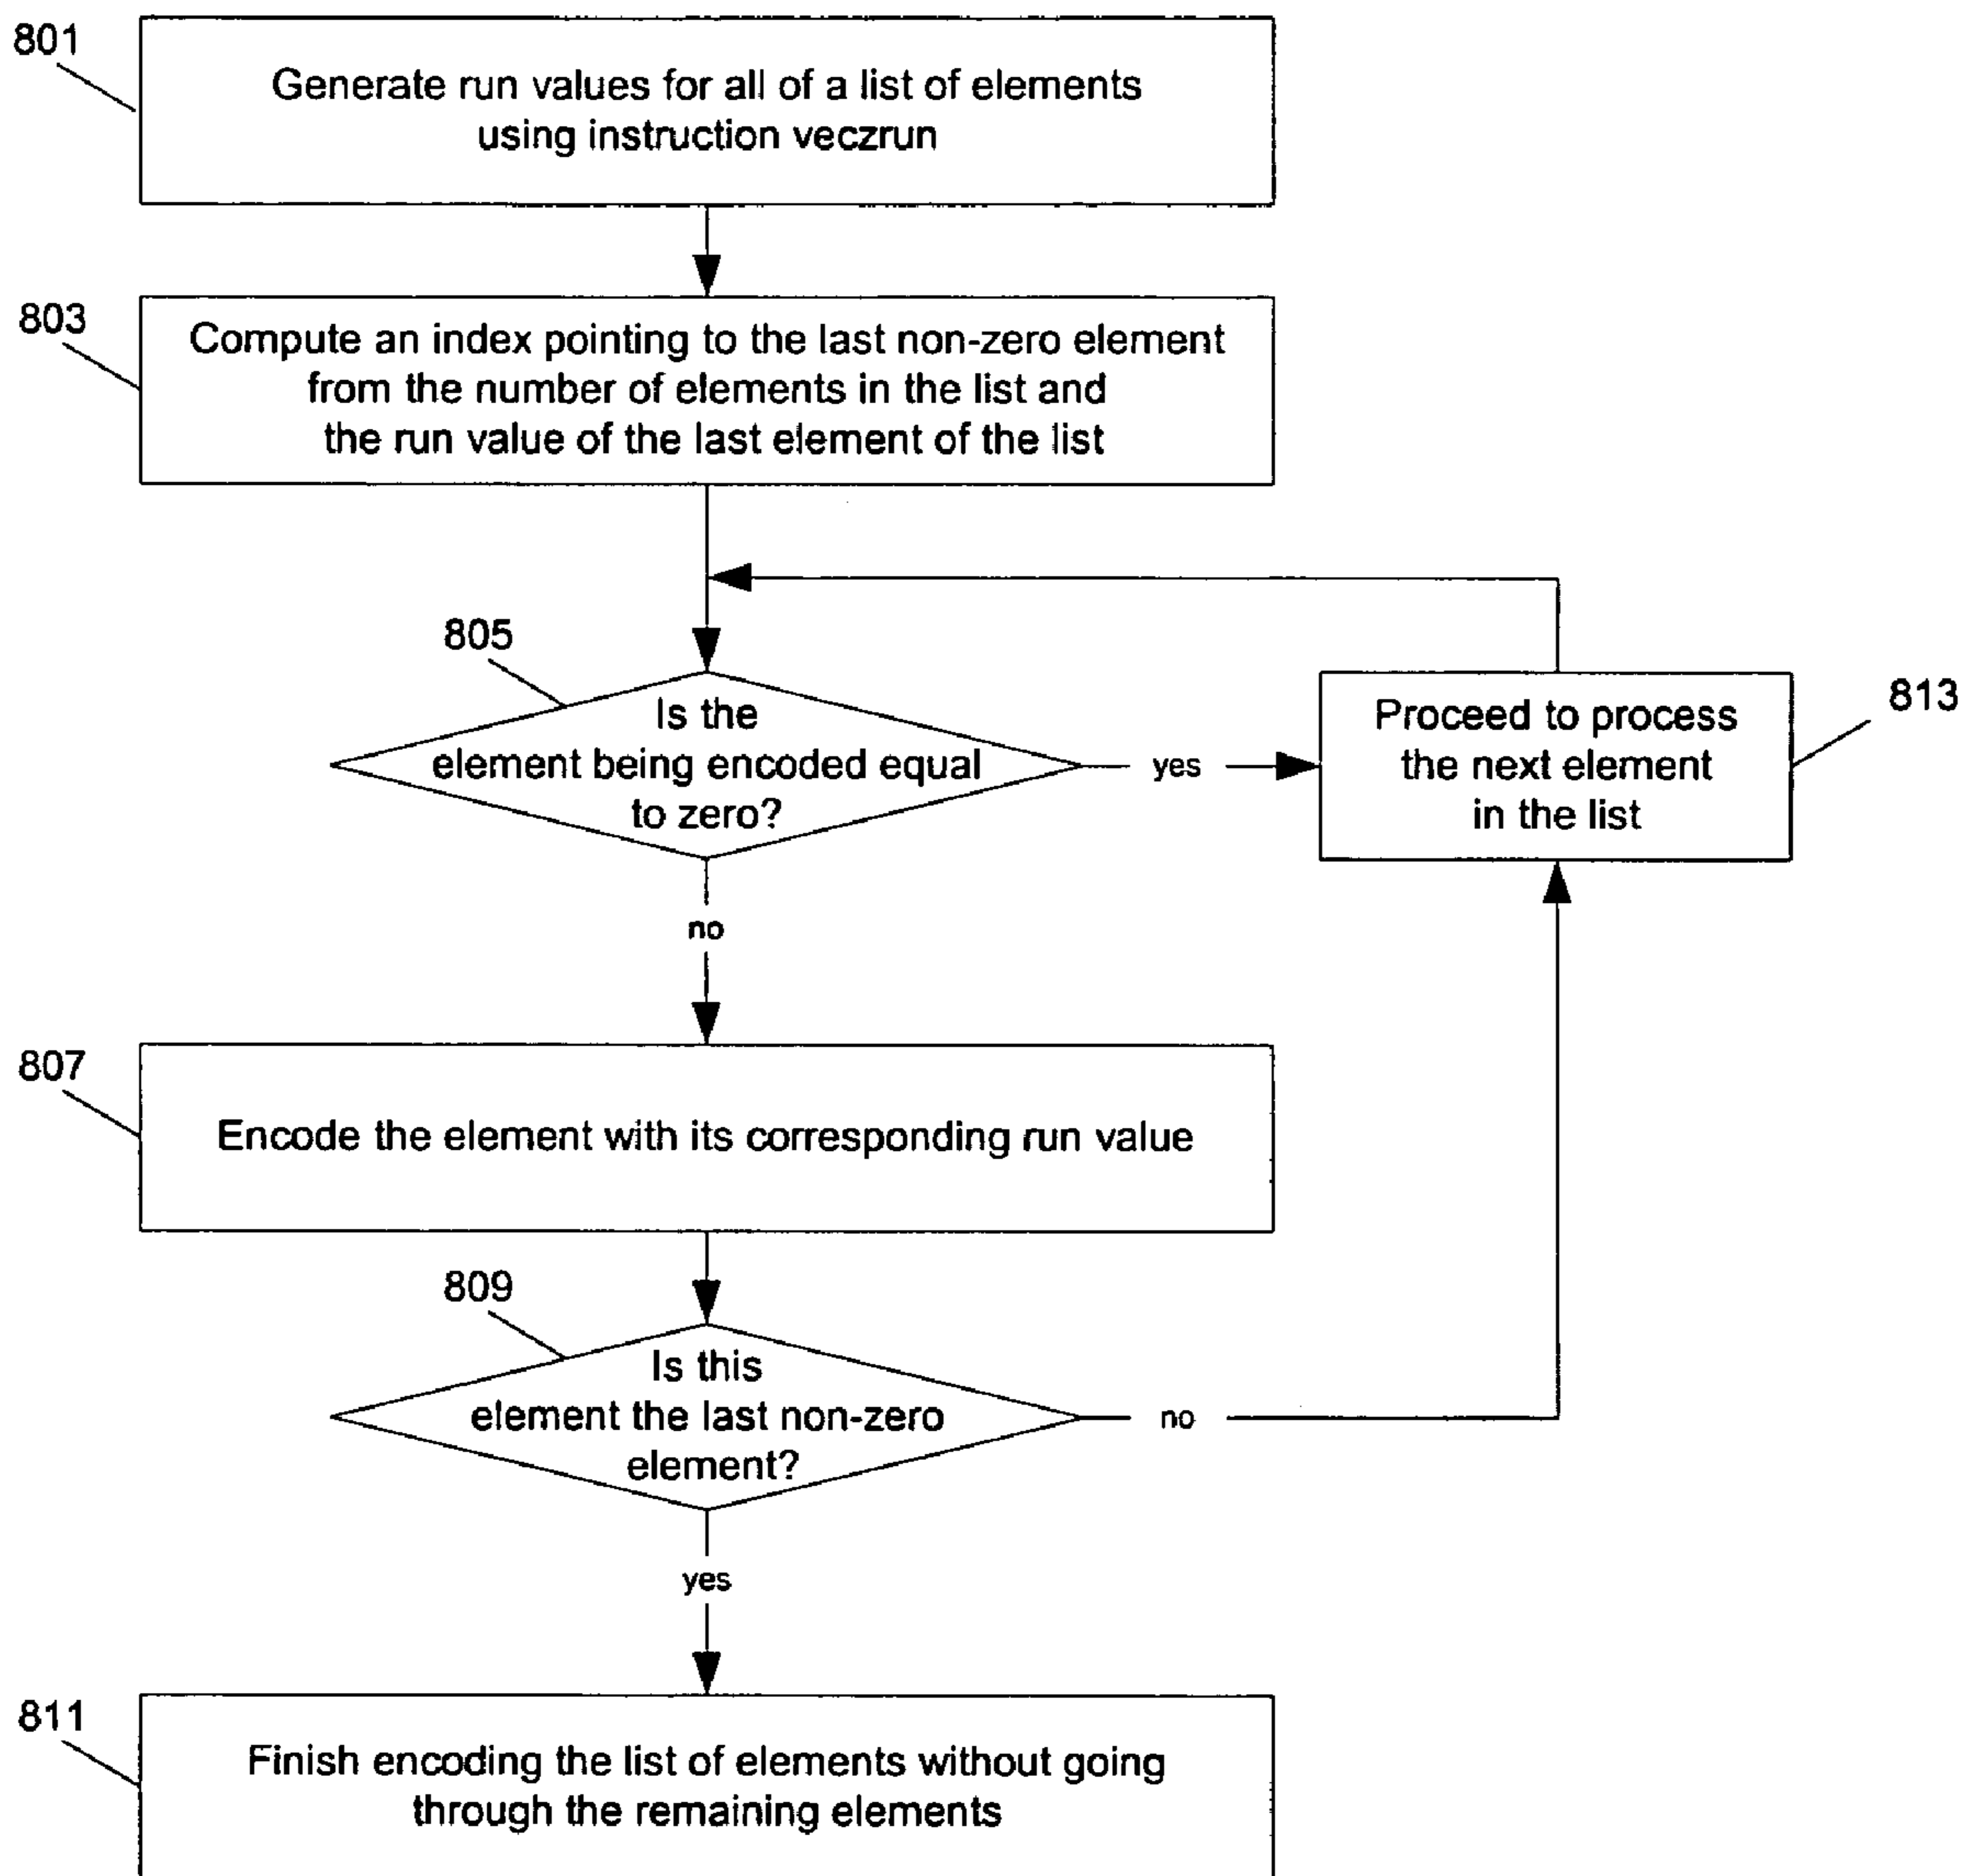 801
Generate run values for all of a list of elements
using instruction veczrun
803
Compute an index pointing to the last non-zero element
from the number of elements in the list and
the run value of the last element of the list
805
Is the
element being encoded equal
to zero?
yes
Proceed to process
the next element
in the list
813
no
807
Encode the element with its corresponding run value
809
Is this
element the last non-zero
element?
no
yes
811
Finish encoding the list of elements without going
through the remaining elements